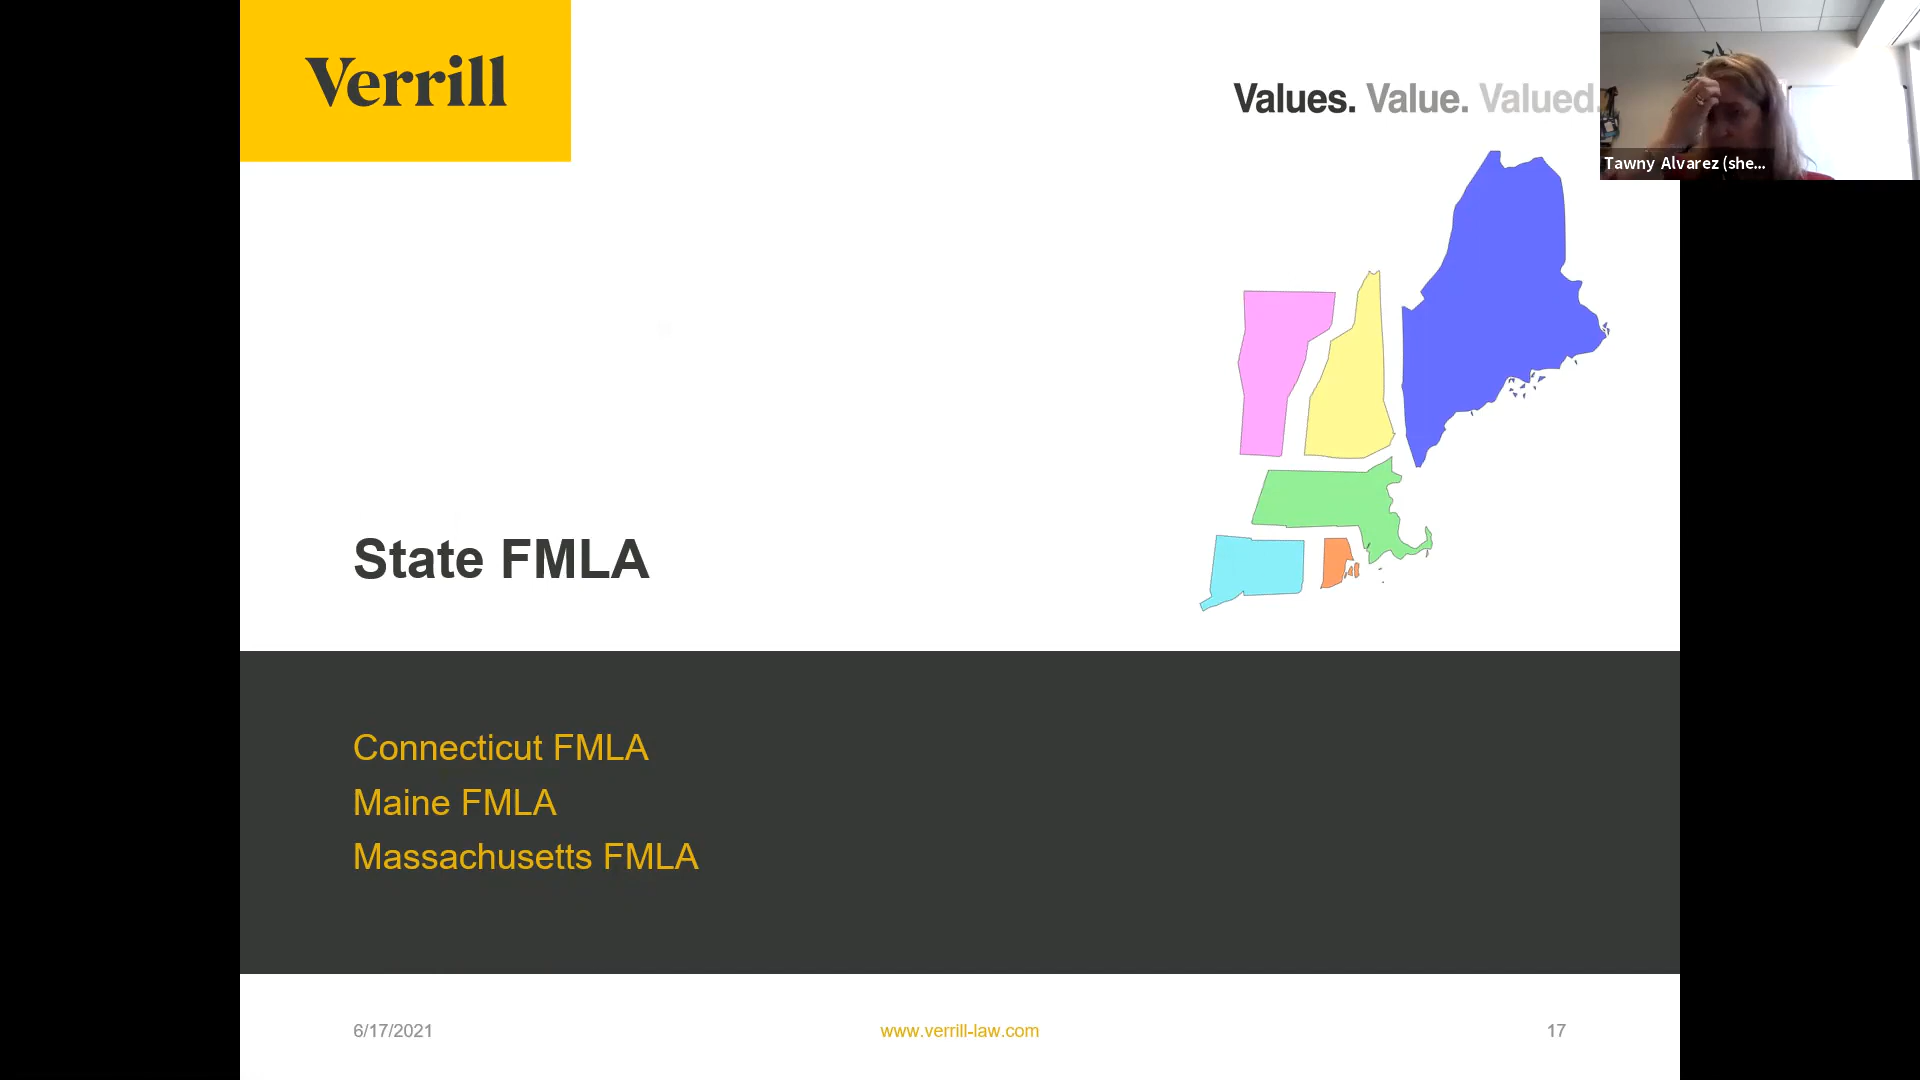 Verrill
Values. Value. Valued.
Tawny Alvarez (she...
State FMLA
Connecticut FMLA
Maine FMLA
Massachusetts FMLA
6/17/2021
www.verrill-law.com
17